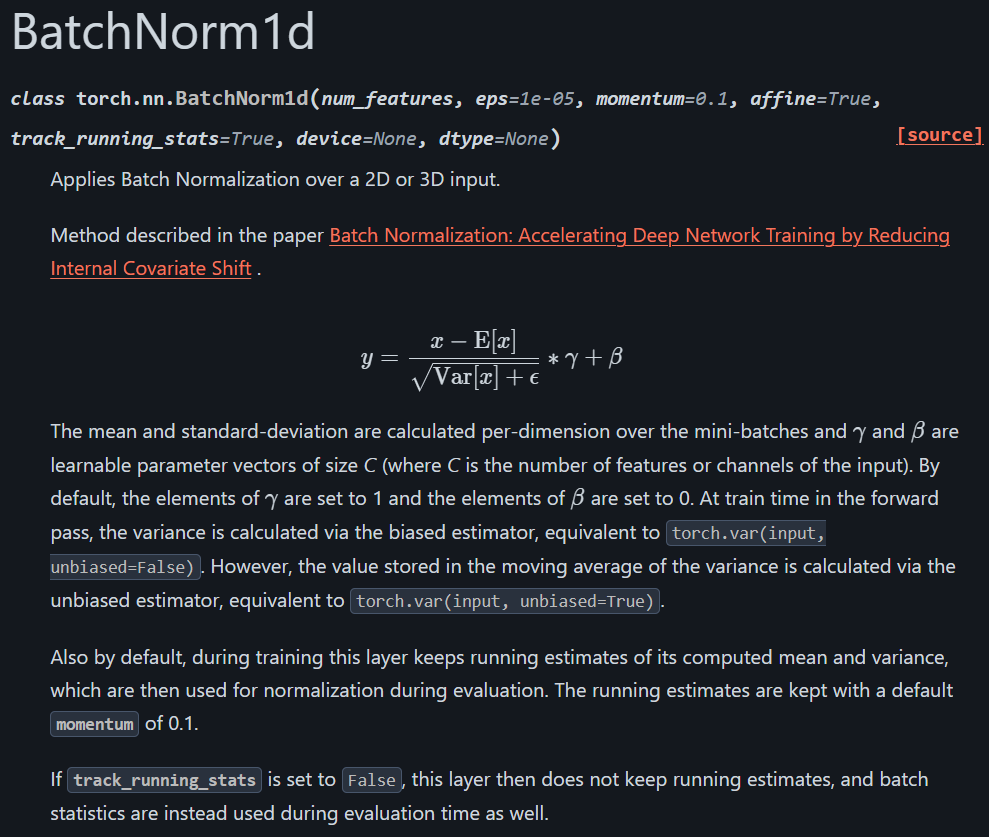 BatchNorm1d
class torch.nn.BatchNorm1d(num_features, eps=1e-05, momentum=0.1, affine=True,
track_running_stats=True, device=None, dtype=None) [source]
Applies Batch Normalization over a 2D or 3D input.
Method described in the paper Batch Normalization: Accelerating Deep Network Training by Reducing
Internal Covariate Shift .
y = \frac{x - E[x]}{\sqrt{Var[x] + ϵ}} * γ + β
The mean and standard-deviation are calculated per-dimension over the mini-batches and γ and β are
learnable parameter vectors of size C (where C is the number of features or channels of the input). By
default, the elements of γ are set to 1 and the elements of β are set to 0. At train time in the forward
pass, the variance is calculated via the biased estimator, equivalent to torch.var(input,
unbiased=False). However, the value stored in the moving average of the variance is calculated via the
unbiased estimator, equivalent to torch.var(input, unbiased=True).
Also by default, during training this layer keeps running estimates of its computed mean and variance,
which are then used for normalization during evaluation. The running estimates are kept with a default
momentum of 0.1.
If track_running_stats is set to False, this layer then does not keep running estimates, and batch
statistics are instead used during evaluation time as well.